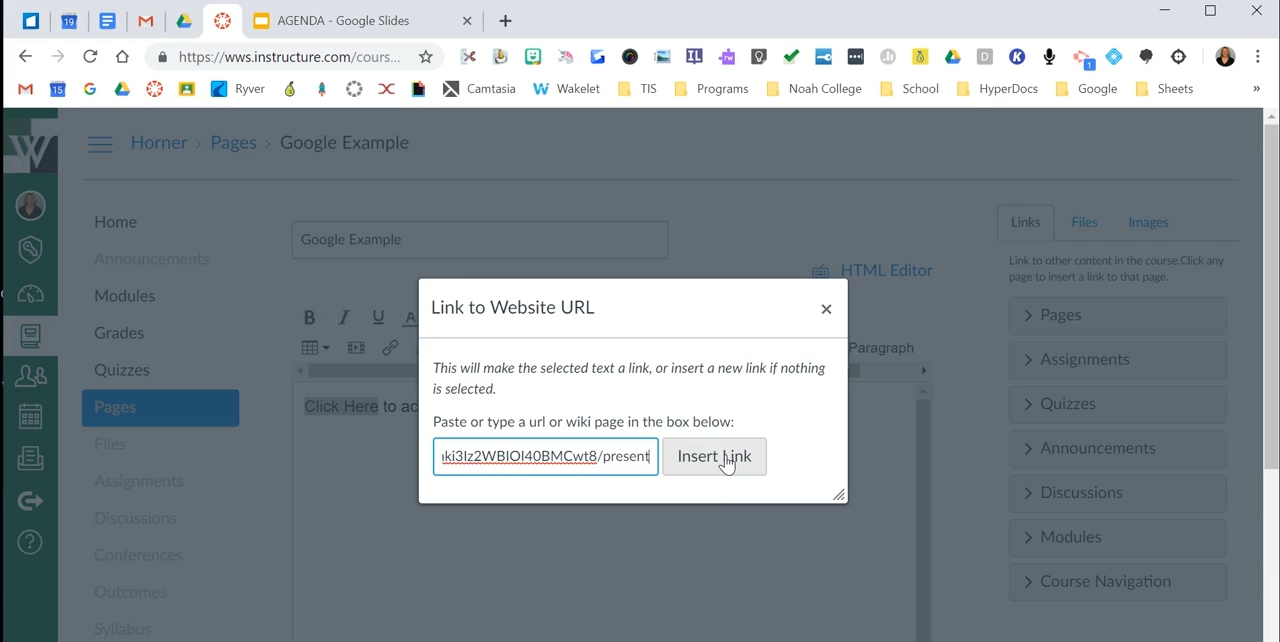 19
AGENDA - Google Slides
https://wws.instructure.com/cours...
IL
rw
D
K
1
15
G
Ryver
Camtasia
W Wakelet
TIS
Programs
Noah College
School
HyperDocs
Google
Sheets
»
W
Horner › Pages › Google Example
Home
Announcements
Modules
Grades
Quizzes
Pages
Files
Assignments
Discussions
Conferences
Outcomes
Syllabus
Google Example
HTML Editor
B I U A
Paragraph
Click Here to ac
Link to Website URL
This will make the selected text a link, or insert a new link if nothing
is selected.
Paste or type a url or wiki page in the box below:
ki3Iz2WBIOI40BMCwt8/present
Insert Link
Links
Files
Images
Link to other content in the course.Click any
page to insert a link to that page.
Pages
Assignments
Quizzes
Announcements
Discussions
Modules
Course Navigation